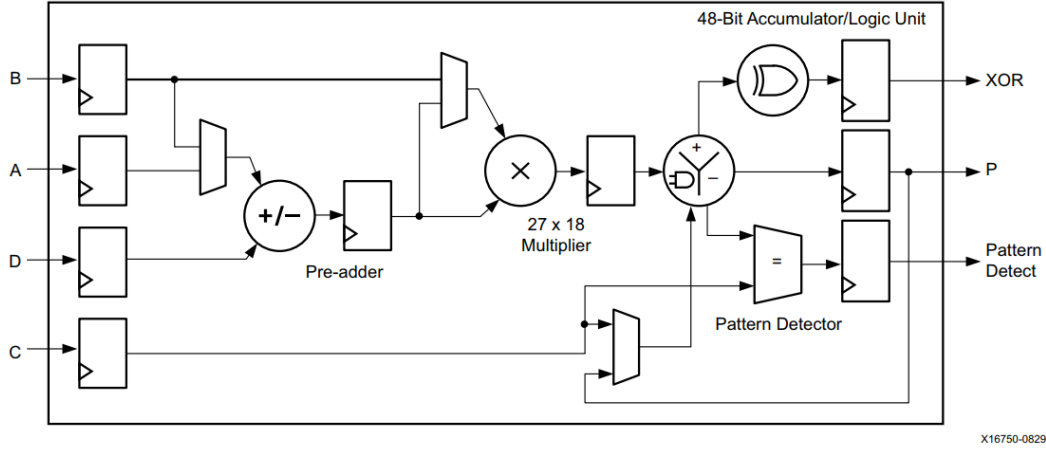 48-Bit Accumulator/Logic Unit
B
XOR
A
+
−
P
×
+/−
27 x 18
Multiplier
D
Pre-adder
=
Pattern
Detect
Pattern Detector
C
X16750-0829